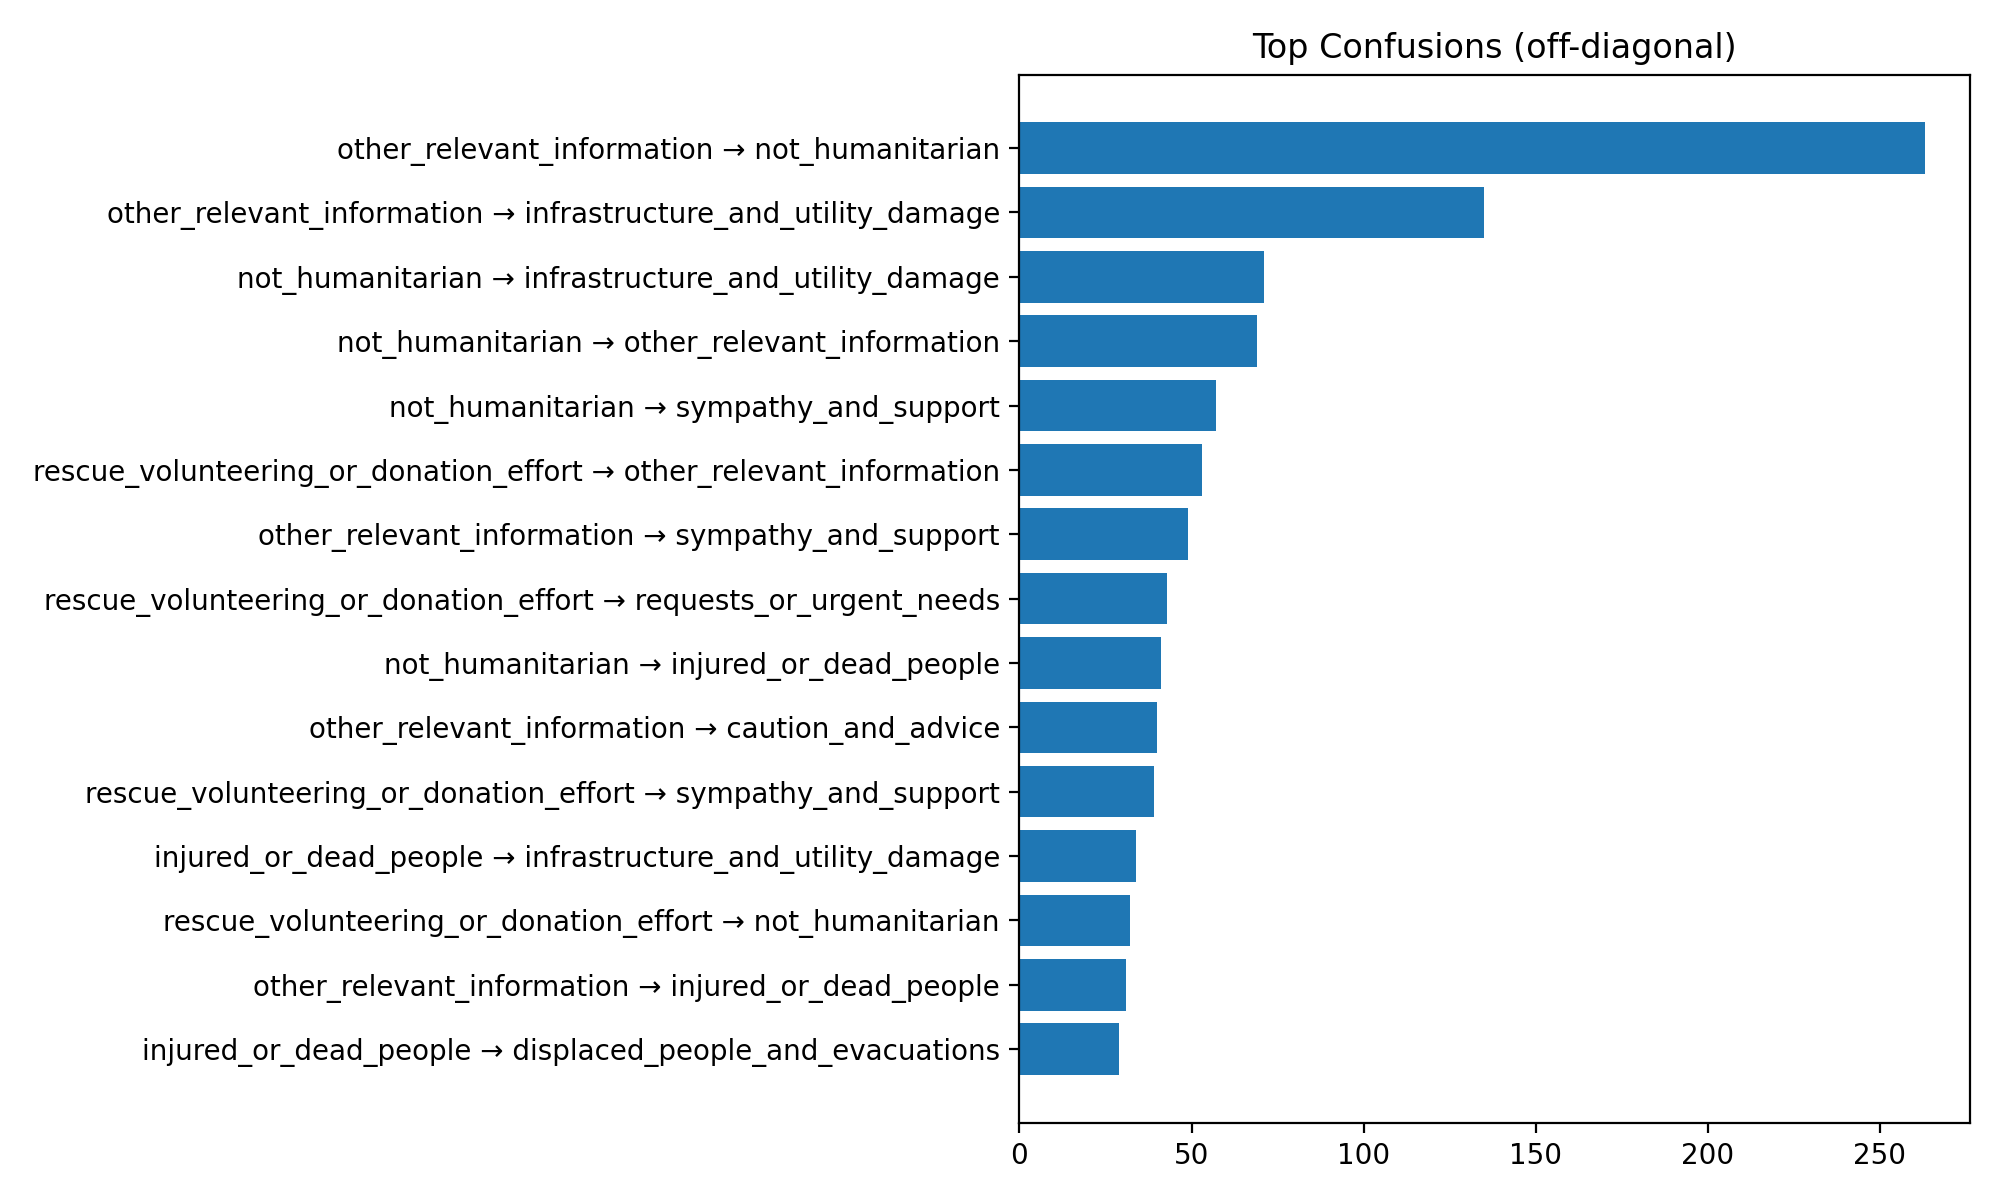 Top Confusions (off-diagonal)
other_relevant_information → not_humanitarian
other_relevant_information → infrastructure_and_utility_damage
not_humanitarian → infrastructure_and_utility_damage
not_humanitarian → other_relevant_information
not_humanitarian → sympathy_and_support
rescue_volunteering_or_donation_effort → other_relevant_information
other_relevant_information → sympathy_and_support
rescue_volunteering_or_donation_effort → requests_or_urgent_needs
not_humanitarian → injured_or_dead_people
other_relevant_information → caution_and_advice
rescue_volunteering_or_donation_effort → sympathy_and_support
injured_or_dead_people → infrastructure_and_utility_damage
rescue_volunteering_or_donation_effort → not_humanitarian
other_relevant_information → injured_or_dead_people
injured_or_dead_people → displaced_people_and_evacuations
0 50 100 150 200 250